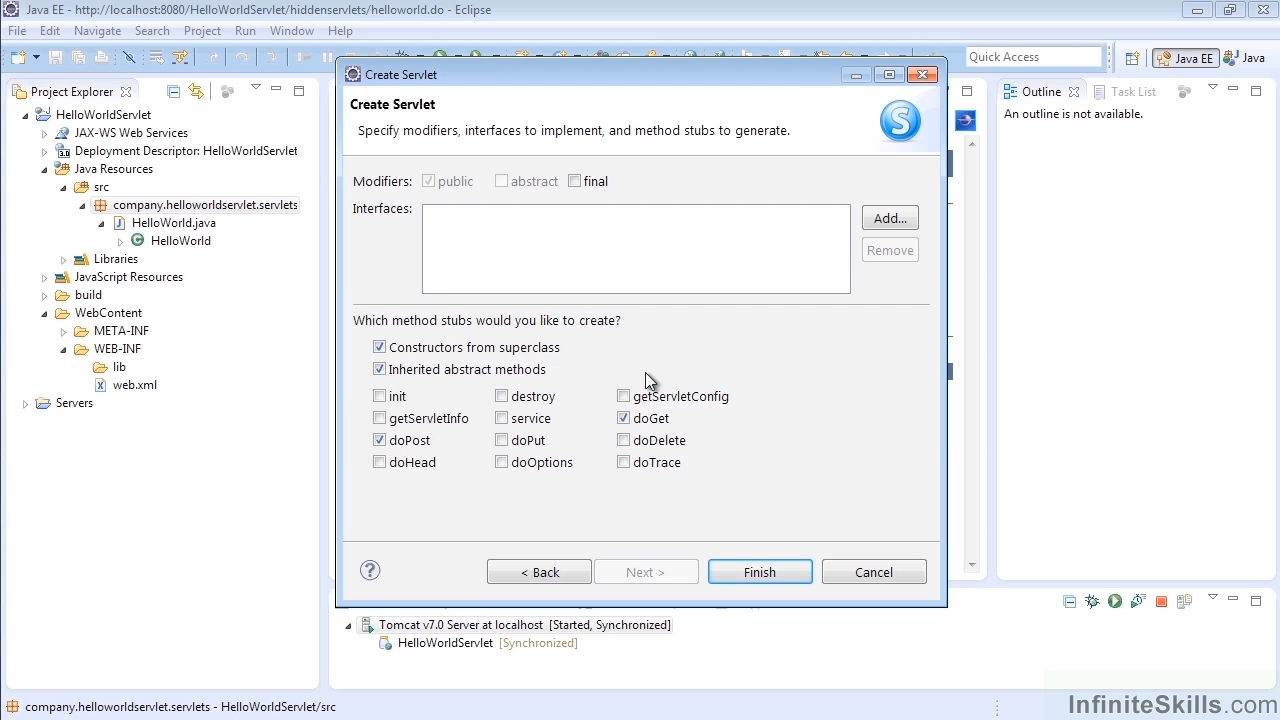 Java EE - http://localhost:8080/HelloWorldServlet/hiddenservlets/helloworld.do - Eclipse
File Edit Navigate Search Project Run Window Help
Quick Access
Java EE
Java
Project Explorer
HelloWorldServlet
JAX-WS Web Services
Deployment Descriptor: HelloWorldServlet
Java Resources
src
company.helloworldservlet.servlets
HelloWorld.java
HelloWorld
Libraries
JavaScript Resources
build
WebContent
META-INF
WEB-INF
lib
web.xml
Servers
Create Servlet
Create Servlet
Specify modifiers, interfaces to implement, and method stubs to generate.
S
Modifiers: public abstract final
Interfaces:
Add...
Remove
Which method stubs would you like to create?
Constructors from superclass
Inherited abstract methods
init destroy getServletConfig
getServletInfo service doGet
doPost doPut doDelete
doHead doOptions doTrace
< Back Next > Finish Cancel
Outline Task List
An outline is not available.
Tomcat v7.0 Server at localhost [Started, Synchronized]
HelloWorldServlet [Synchronized]
company.helloworldservlet.servlets - HelloWorldServlet/src
InfiniteSkills.com